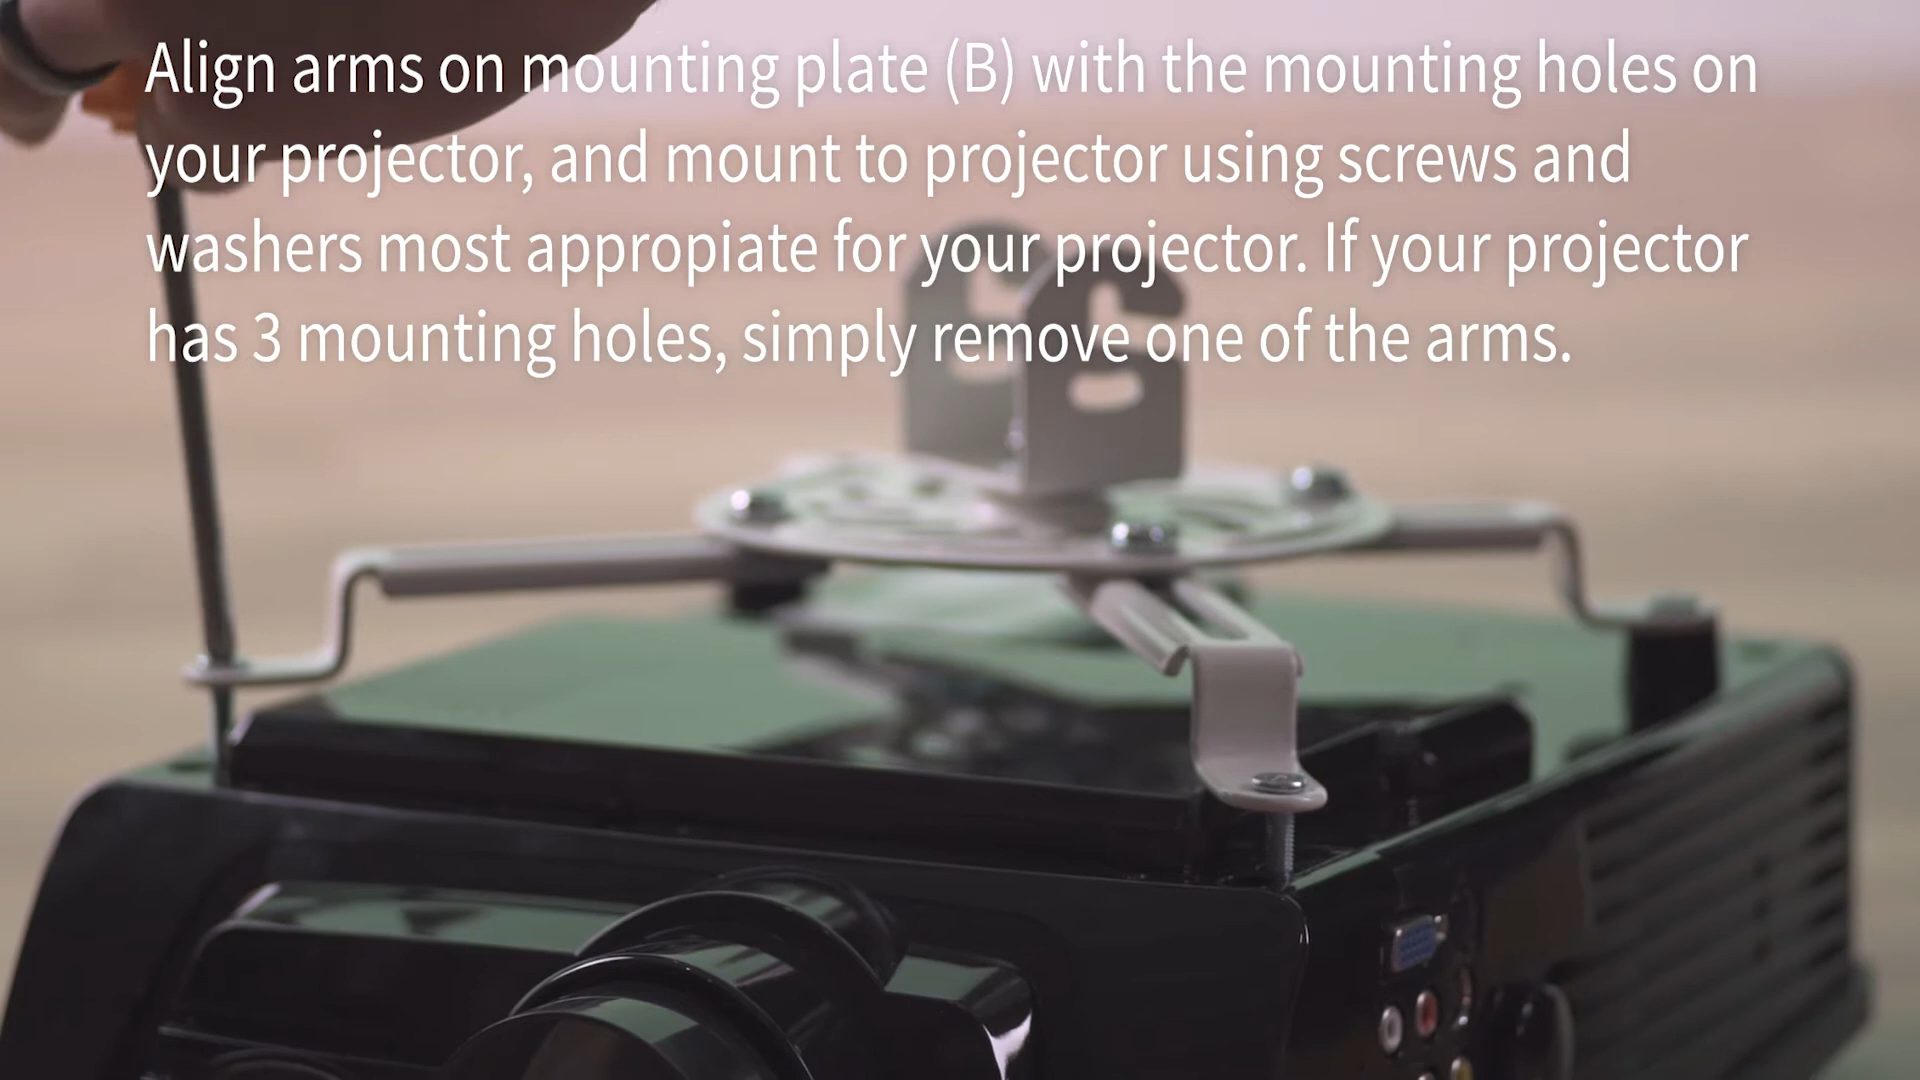 Align arms on mounting plate (B) with the mounting holes on
your projector, and mount to projector using screws and
washers most appropiate for your projector. If your projector
has 3 mounting holes, simply remove one of the arms.